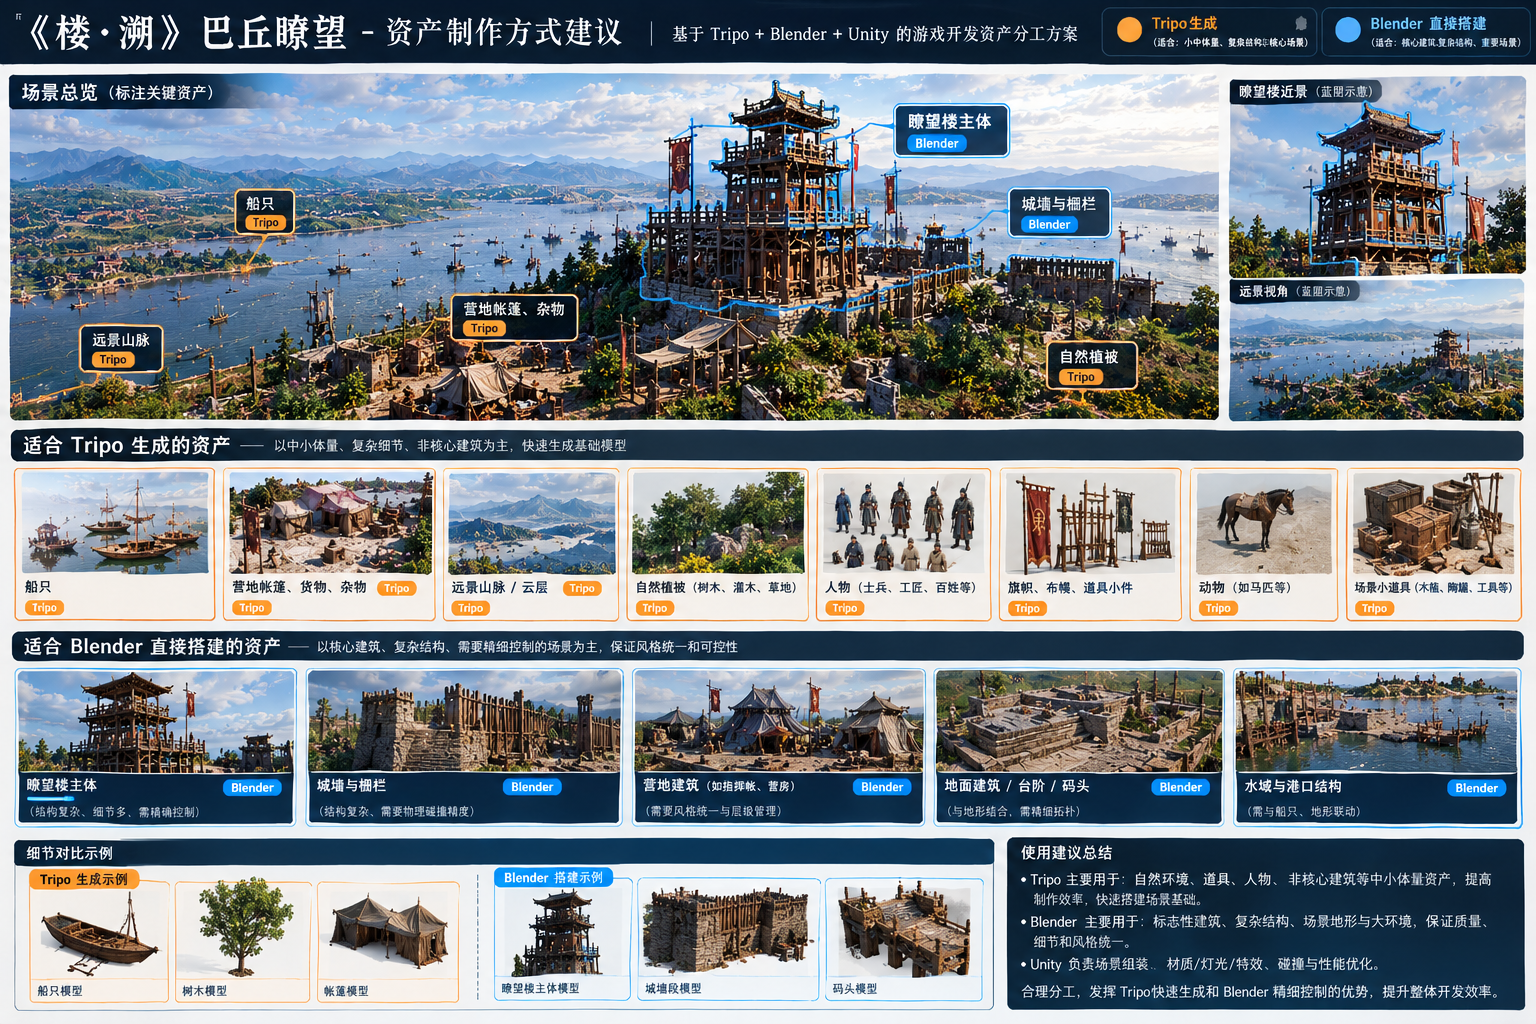 《楼·溯》巴丘瞭望 - 资产制作方式建议
基于 Tripo + Blender + Unity 的游戏开发资产分工方案
Tripo生成
Blender 直接搭建
场景总览（标注关键资产）
瞭望楼主体
Blender
城墙与栅栏
Blender
船只
Tripo
营地帐篷、杂物
Tripo
远景山脉
Tripo
自然植被
Tripo
瞭望楼近景
远景视角
适合 Tripo 生成的资产 —— 以中小体量、复杂细节、非核心建筑为主，快速生成基础模型
船只
Tripo
营地帐篷、货物、杂物 Tripo
Tripo
远景山脉 / 云层 Tripo
Tripo
自然植被（树木、灌木、草地）
Tripo
人物（士兵、工匠、百姓等）
Tripo
旗帜、布幔、道具小件
Tripo
动物（如马匹等）
Tripo
场景小道具
Tripo
适合 Blender 直接搭建的资产 —— 以核心建筑、复杂结构、需要精细控制的场景为主，保证风格统一和可控性
瞭望楼主体 Blender
（结构复杂、细节多、需精确控制）
城墙与栅栏 Blender
（结构复杂、需要物理碰撞精度）
营地建筑（如指挥帐、营房） Blender
（需要风格统一与层级管理）
地面建筑 / 台阶 / 码头 Blender
（与地形结合，需精细拓扑）
水域与港口结构 Blender
（需与船只、地形联动）
细节对比示例
Tripo 生成示例
船只模型
树木模型
帐篷模型
Blender 搭建示例
瞭望楼主体模型
城墙段模型
码头模型
使用建议总结
• Tripo 主要用于：自然环境、道具、人物、非核心建筑等中小体量资产，提高
制作效率，快速搭建场景基础。
• Blender 主要用于：标志性建筑、复杂结构、场景地形与大环境，保证质量、
细节和风格统一。
• Unity 负责场景组装.. 材质/灯光/特效、碰撞与性能优化。
合理分工，发挥 Tripo快速生成和 Blender 精细控制的优势，提升整体开发效率。